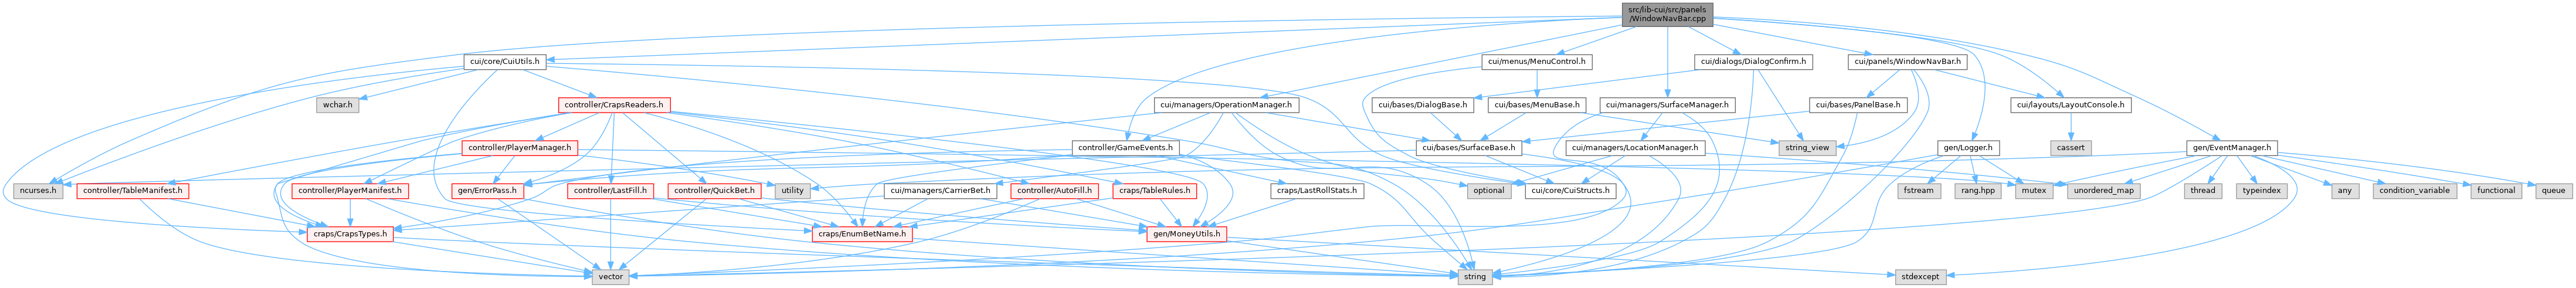 src/lib-cui/src/panels
/WindowNavBar.cpp
cui/core/CuiUtils.h
cui/menus/MenuControl.h
cui/dialogs/DialogConfirm.h
cui/panels/WindowNavBar.h
wchar.h
controller/CrapsReaders.h
cui/managers/OperationManager.h
cui/bases/DialogBase.h
cui/bases/MenuBase.h
cui/managers/SurfaceManager.h
cui/bases/PanelBase.h
cui/layouts/LayoutConsole.h
controller/PlayerManager.h
controller/GameEvents.h
cui/bases/SurfaceBase.h
string_view
cui/managers/LocationManager.h
gen/Logger.h
cassert
gen/EventManager.h
ncurses.h
controller/TableManifest.h
controller/PlayerManifest.h
gen/ErrorPass.h
controller/LastFill.h
controller/QuickBet.h
utility
cui/managers/CarrierBet.h
controller/AutoFill.h
craps/TableRules.h
craps/LastRollStats.h
optional
cui/core/CuiStructs.h
fstream
rang.hpp
mutex
unordered_map
thread
typeindex
any
condition_variable
functional
queue
craps/CrapsTypes.h
craps/EnumBetName.h
gen/MoneyUtils.h
vector
string
stdexcept